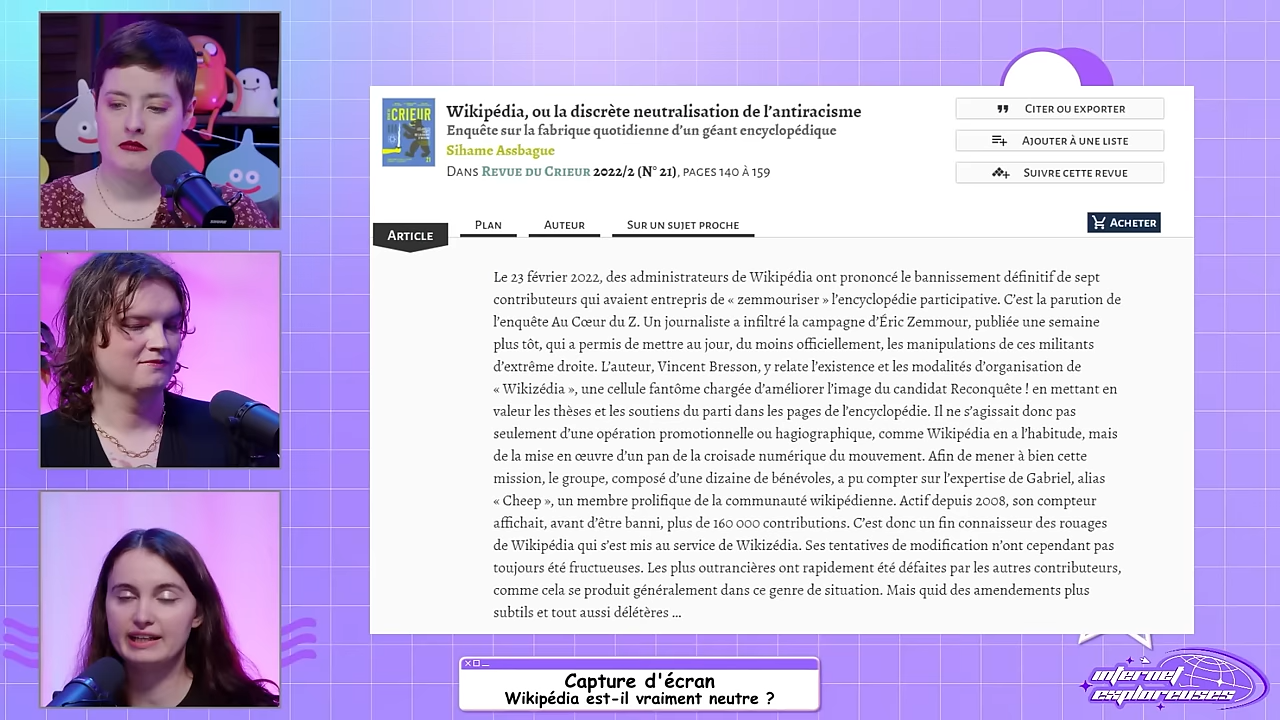 CRIEUR
Wikipédia, ou la discrète neutralisation de l’antiracisme
Enquête sur la fabrique quotidienne d’un géant encyclopédique
Sihame Assbague
Dans Revue du Crieur 2022/2 (N° 21), pages 140 à 159
Citer ou exporter
Ajouter à une liste
Suivre cette revue
Article
Plan
Auteur
Sur un sujet proche
Acheter
Le 23 février 2022, des administrateurs de Wikipédia ont prononcé le bannissement définitif de sept
contributeurs qui avaient entrepris de « zemmouriser » l’encyclopédie participative. C’est la parution de
l’enquête Au Cœur du Z. Un journaliste a infiltré la campagne d’Éric Zemmour, publiée une semaine
plus tôt, qui a permis de mettre au jour, du moins officiellement, les manipulations de ces militants
d’extrême droite. L’auteur, Vincent Bresson, y relate l’existence et les modalités d’organisation de
« Wikizédia », une cellule fantôme chargée d’améliorer l’image du candidat Reconquête ! en mettant en
valeur les thèses et les soutiens du parti dans les pages de l’encyclopédie. Il ne s’agissait donc pas
seulement d’une opération promotionnelle ou hagiographique, comme Wikipédia en a l’habitude, mais
de la mise en œuvre d’un pan de la croisade numérique du mouvement. Afin de mener à bien cette
mission, le groupe, composé d’une dizaine de bénévoles, a pu compter sur l’expertise de Gabriel, alias
« Cheep », un membre prolifique de la communauté wikipédienne. Actif depuis 2008, son compteur
affichait, avant d’être banni, plus de 160 000 contributions. C’est donc un fin connaisseur des rouages
de Wikipédia qui s’est mis au service de Wikizédia. Ses tentatives de modification n’ont cependant pas
toujours été fructueuses. Les plus outrancières ont rapidement été défaites par les autres contributeurs,
comme cela se produit généralement dans ce genre de situation. Mais quid des amendements plus
subtils et tout aussi délétères …
Capture d'écran
Wikipédia est-il vraiment neutre ?
internet
exploreuses